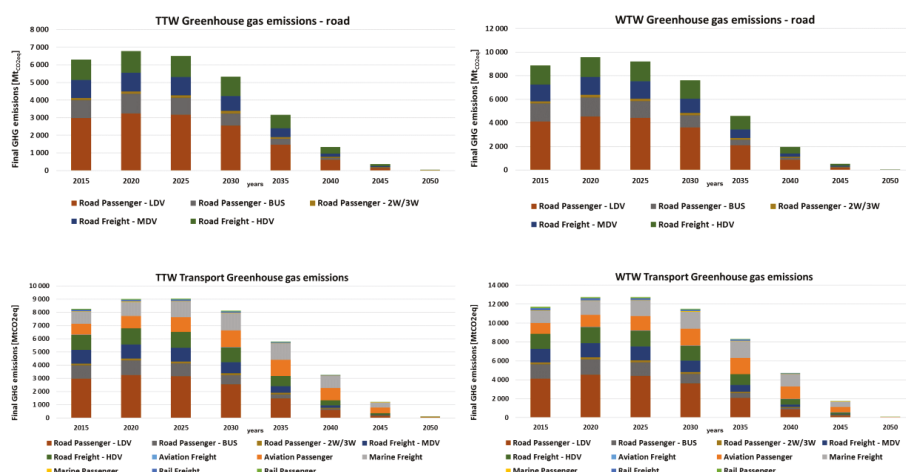 TTW Greenhouse gas emissions - road
Final GHG emissions [MtCO2eq]
8 000
7 000
6 000
5 000
4 000
3 000
2 000
1 000
0
2015 2020 2025 2030 2035 2040 2045 2050
years
Road Passenger - LDV Road Passenger - BUS Road Passenger - 2W/3W
Road Freight - MDV Road Freight - HDV
WTW Greenhouse gas emissions - road
Final GHG emissions [MtCO2eq]
12 000
10 000
8 000
6 000
4 000
2 000
0
2015 2020 2025 2030 2035 2040 2045 2050
years
Road Passenger - LDV Road Passenger - BUS Road Passenger - 2W/3W
Road Freight - MDV Road Freight - HDV
TTW Transport Greenhouse gas emissions
Final GHG emissions [MtCO2eq]
10 000
9 000
8 000
7 000
6 000
5 000
4 000
3 000
2 000
1 000
0
2015 2020 2025 2030 2035 2040 2045 2050
years
Road Passenger - LDV Road Passenger - BUS Road Passenger - 2W/3W Road Freight - MDV
Road Freight - HDV Aviation Freight Aviation Passenger Marine Freight
Marine Passenger Rail Freight Rail Passenger
WTW Transport Greenhouse gas emissions
Final GHG emissions [MtCO2eq]
14 000
12 000
10 000
8 000
6 000
4 000
2 000
0
2015 2020 2025 2030 2035 2040 2045 2050
years
Road Passenger - LDV Road Passenger - BUS Road Passenger - 2W/3W Road Freight - MDV
Road Freight - HDV Aviation Freight Aviation Passenger Marine Freight
Marine Passenger Rail Freight Rail Passenger